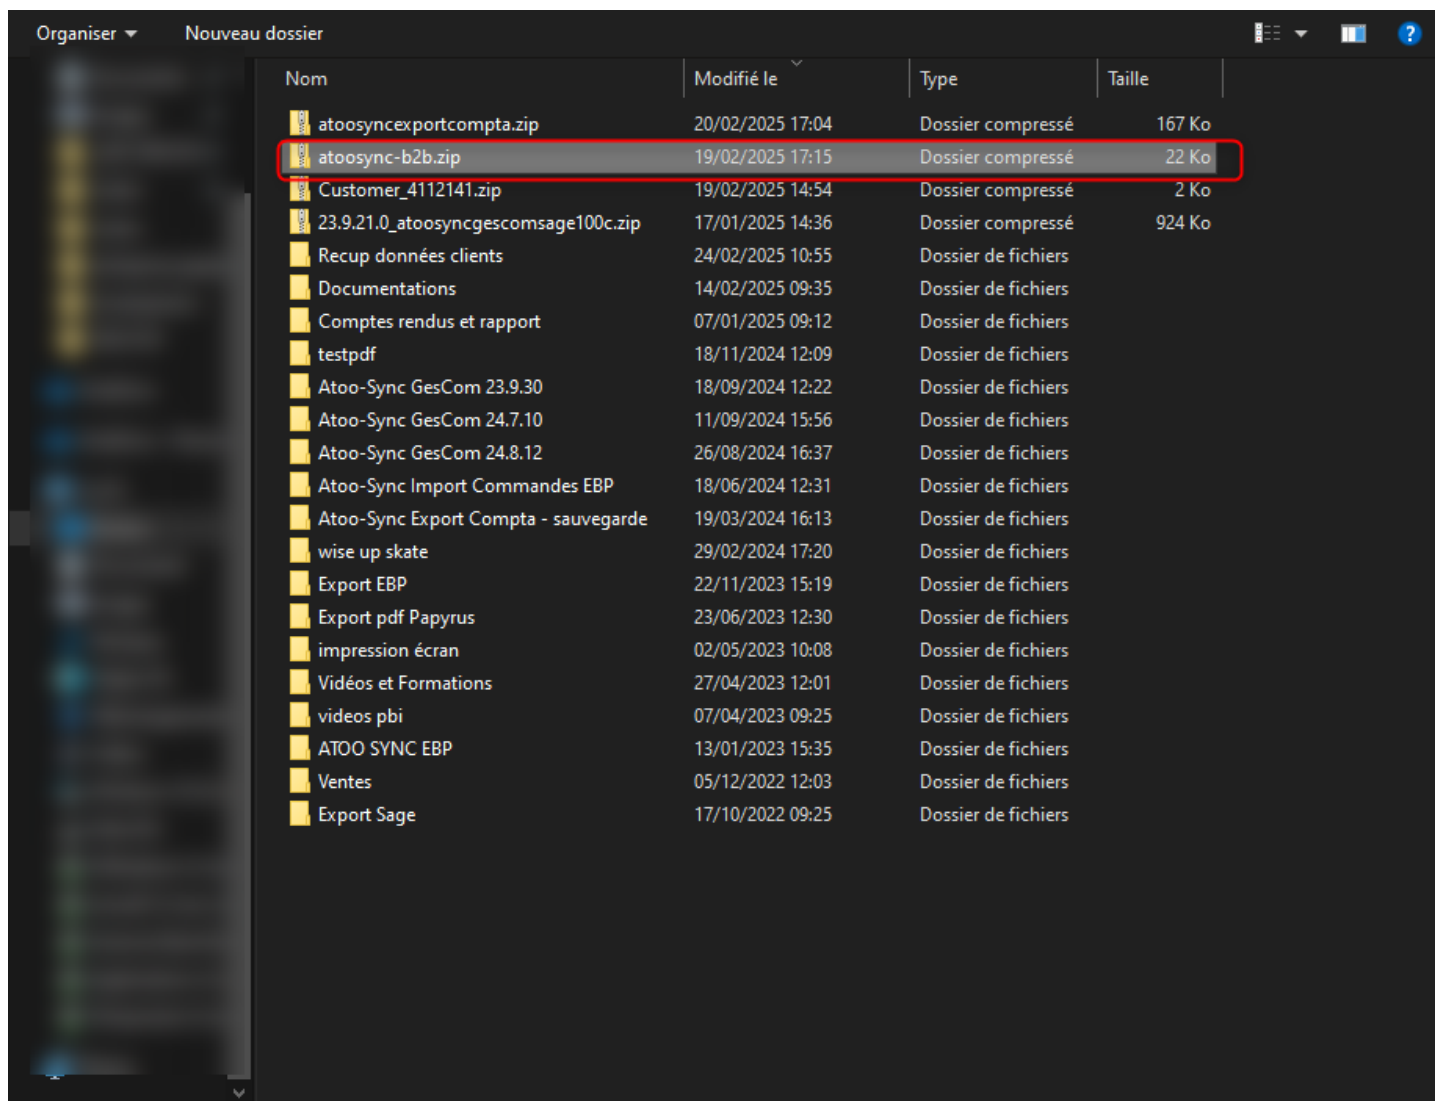 Organiser Nouveau dossier
Nom Modifié le Type Taille
atoosyncexportcompta.zip 20/02/2025 17:04 Dossier compressé 167 Ko
atoosync-b2b.zip 19/02/2025 17:15 Dossier compressé 22 Ko
Customer_4112141.zip 19/02/2025 14:54 Dossier compressé 2 Ko
23.9.21.0_atoosyncgescomsage100c.zip 17/01/2025 14:36 Dossier compressé 924 Ko
Recup données clients 24/02/2025 10:55 Dossier de fichiers
Documentations 14/02/2025 09:35 Dossier de fichiers
Comptes rendus et rapport 07/01/2025 09:12 Dossier de fichiers
testpdf 18/11/2024 12:09 Dossier de fichiers
Atoo-Sync GesCom 23.9.30 18/09/2024 12:22 Dossier de fichiers
Atoo-Sync GesCom 24.7.10 11/09/2024 15:56 Dossier de fichiers
Atoo-Sync GesCom 24.8.12 26/08/2024 16:37 Dossier de fichiers
Atoo-Sync Import Commandes EBP 18/06/2024 12:31 Dossier de fichiers
Atoo-Sync Export Compta - sauvegarde 19/03/2024 16:13 Dossier de fichiers
wise up skate 29/02/2024 17:20 Dossier de fichiers
Export EBP 22/11/2023 15:19 Dossier de fichiers
Export pdf Papyrus 23/06/2023 12:30 Dossier de fichiers
impression écran 02/05/2023 10:08 Dossier de fichiers
Vidéos et Formations 27/04/2023 12:01 Dossier de fichiers
videos pbi 07/04/2023 09:25 Dossier de fichiers
ATOO SYNC EBP 13/01/2023 15:35 Dossier de fichiers
Ventes 05/12/2022 12:03 Dossier de fichiers
Export Sage 17/10/2022 09:25 Dossier de fichiers